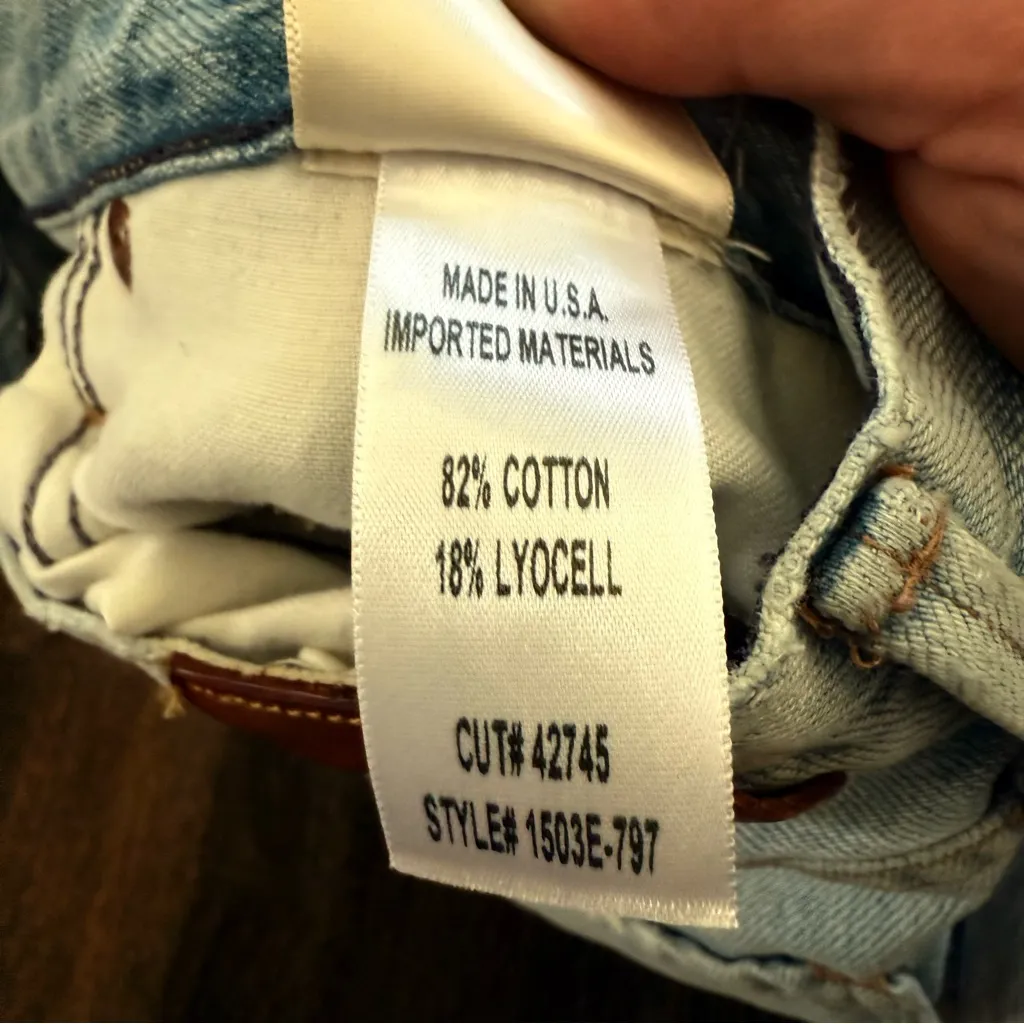 MADE IN U.S.A.
IMPORTED MATERIALS
82% COTTON
18% LYOCELL
CUT# 42745
STYLE# 1503E-797